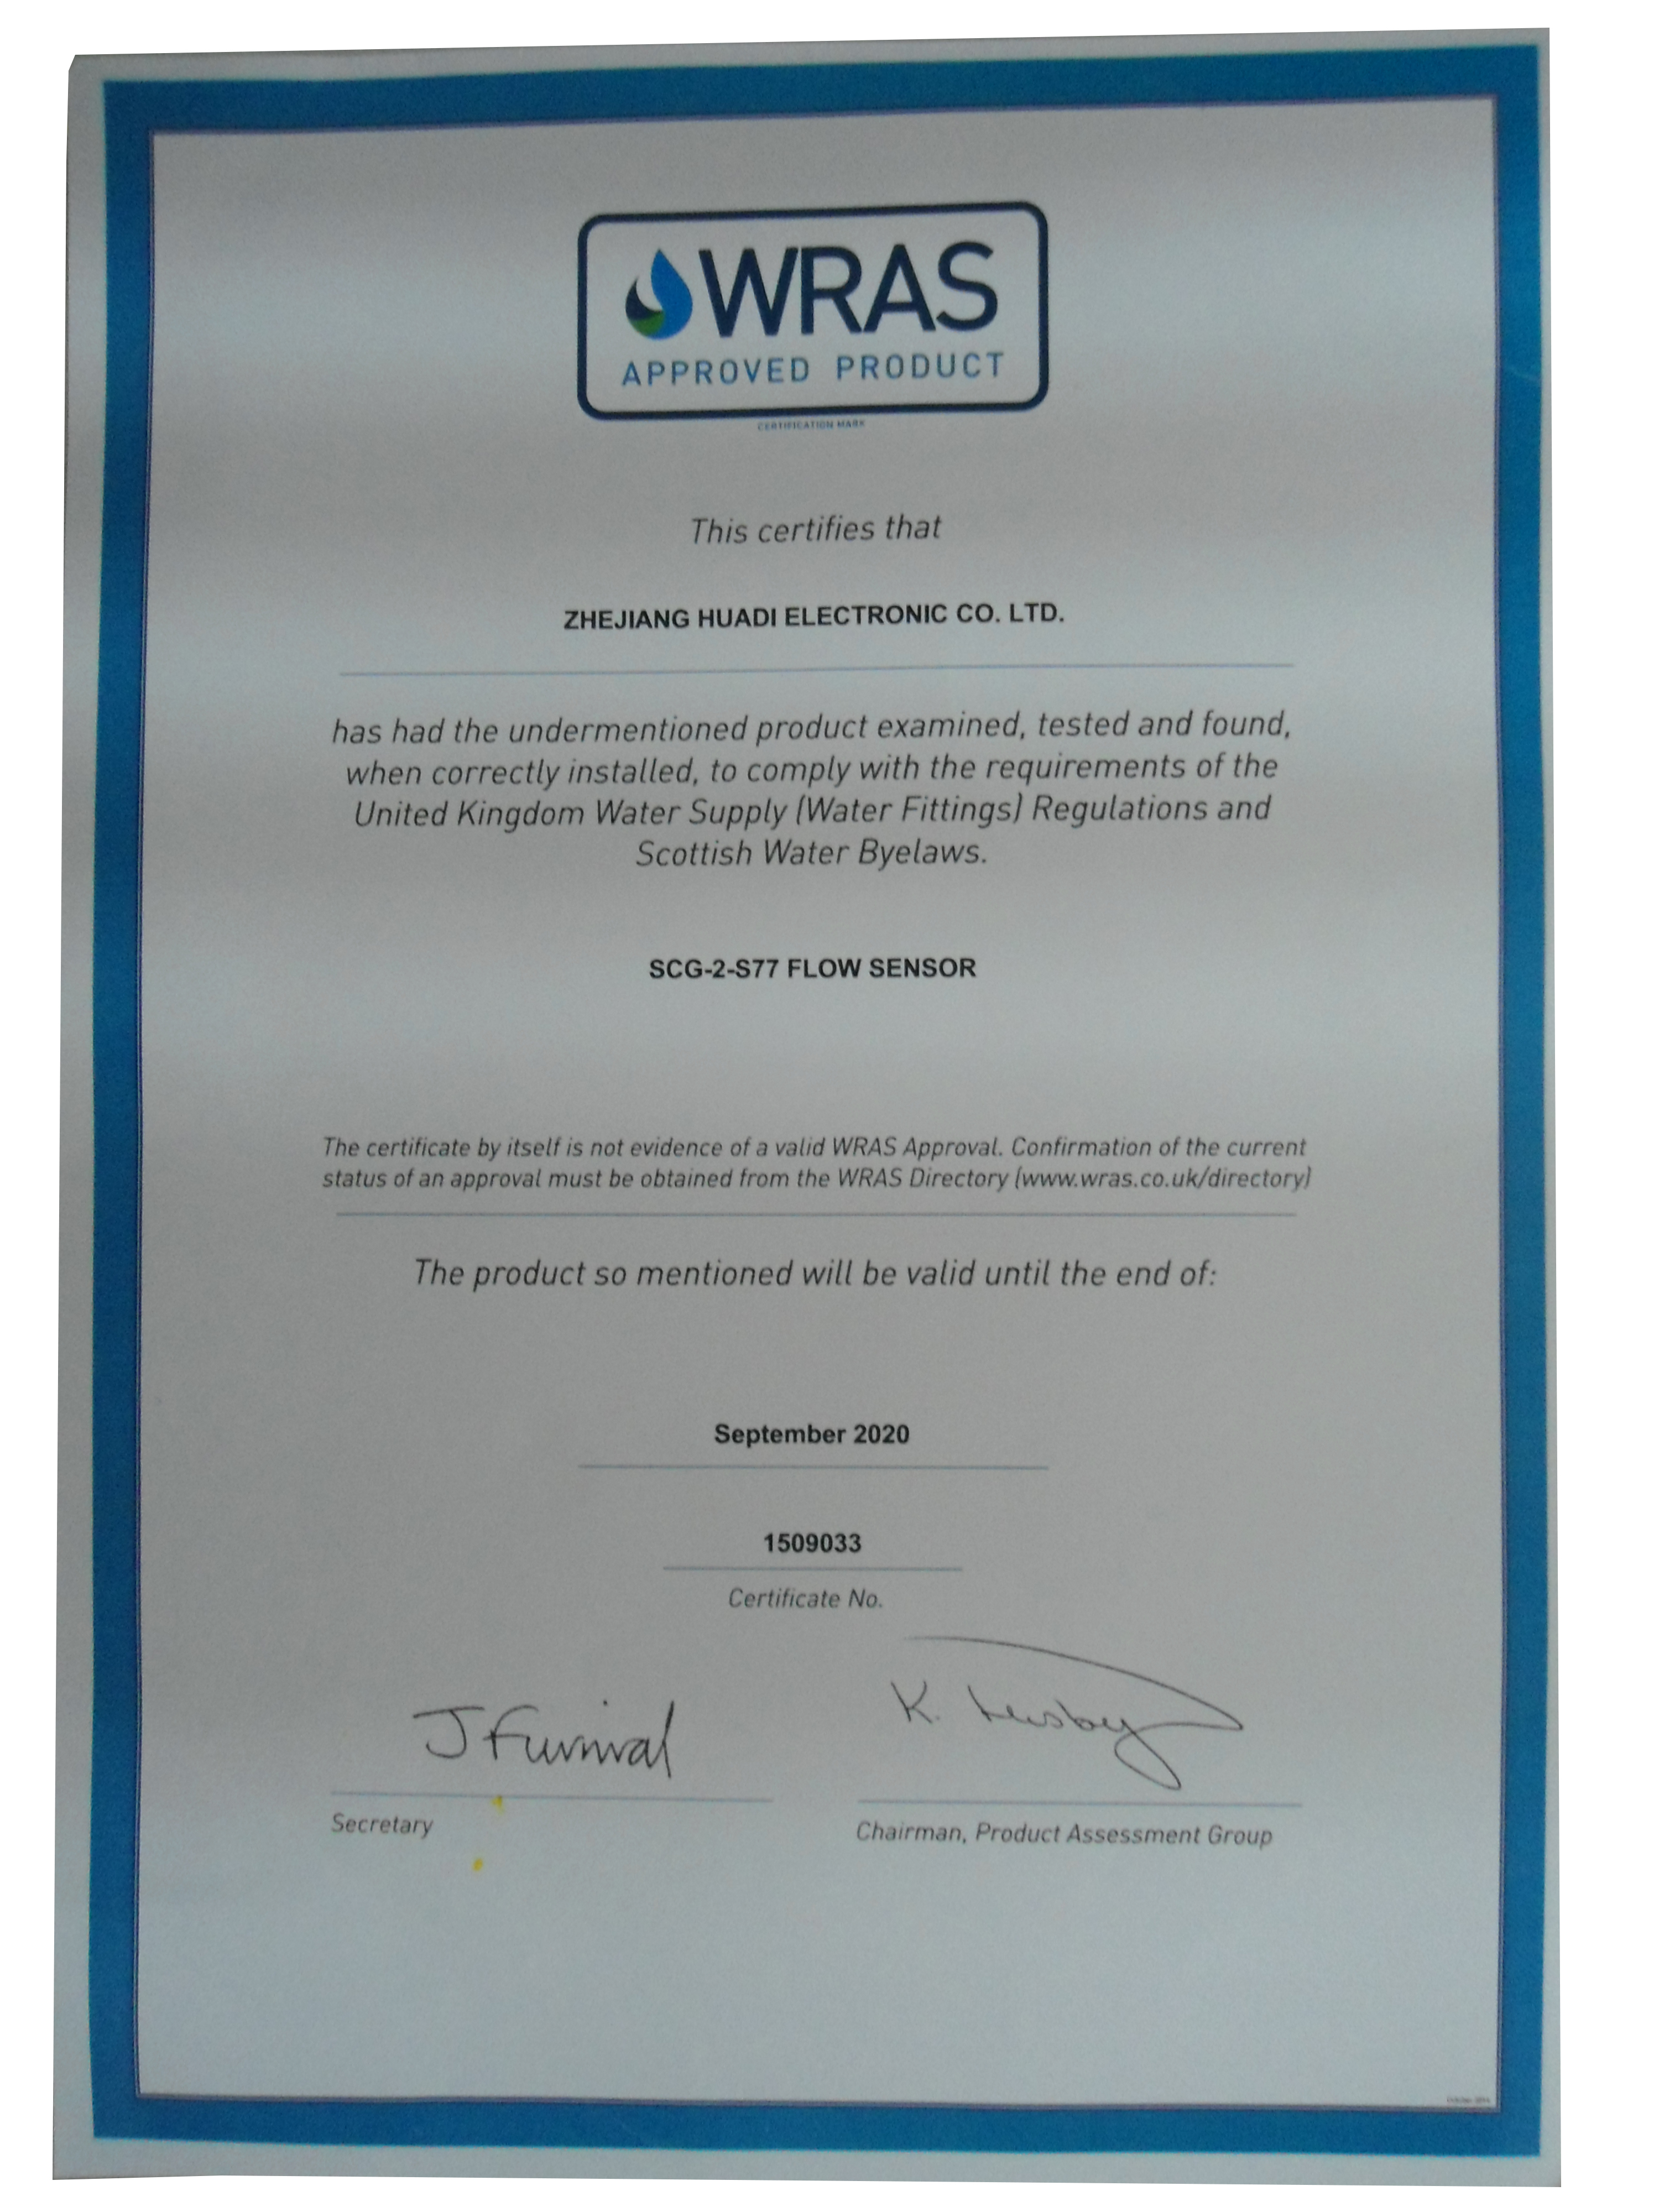 WRAS
APPROVED PRODUCT
CERTIFICATION MARK
This certifies that
ZHEJIANG HUADI ELECTRONIC CO. LTD.
has had the undermentioned product examined, tested and found,
when correctly installed, to comply with the requirements of the
United Kingdom Water Supply (Water Fittings) Regulations and
Scottish Water Byelaws.
SCG-2-S77 FLOW SENSOR
The certificate by itself is not evidence of a valid WRAS Approval. Confirmation of the current
status of an approval must be obtained from the WRAS Directory (www.wras.co.uk/directory)
The product so mentioned will be valid until the end of:
September 2020
1509033
Certificate No.
J Furnival
K.
Secretary
Chairman, Product Assessment Group